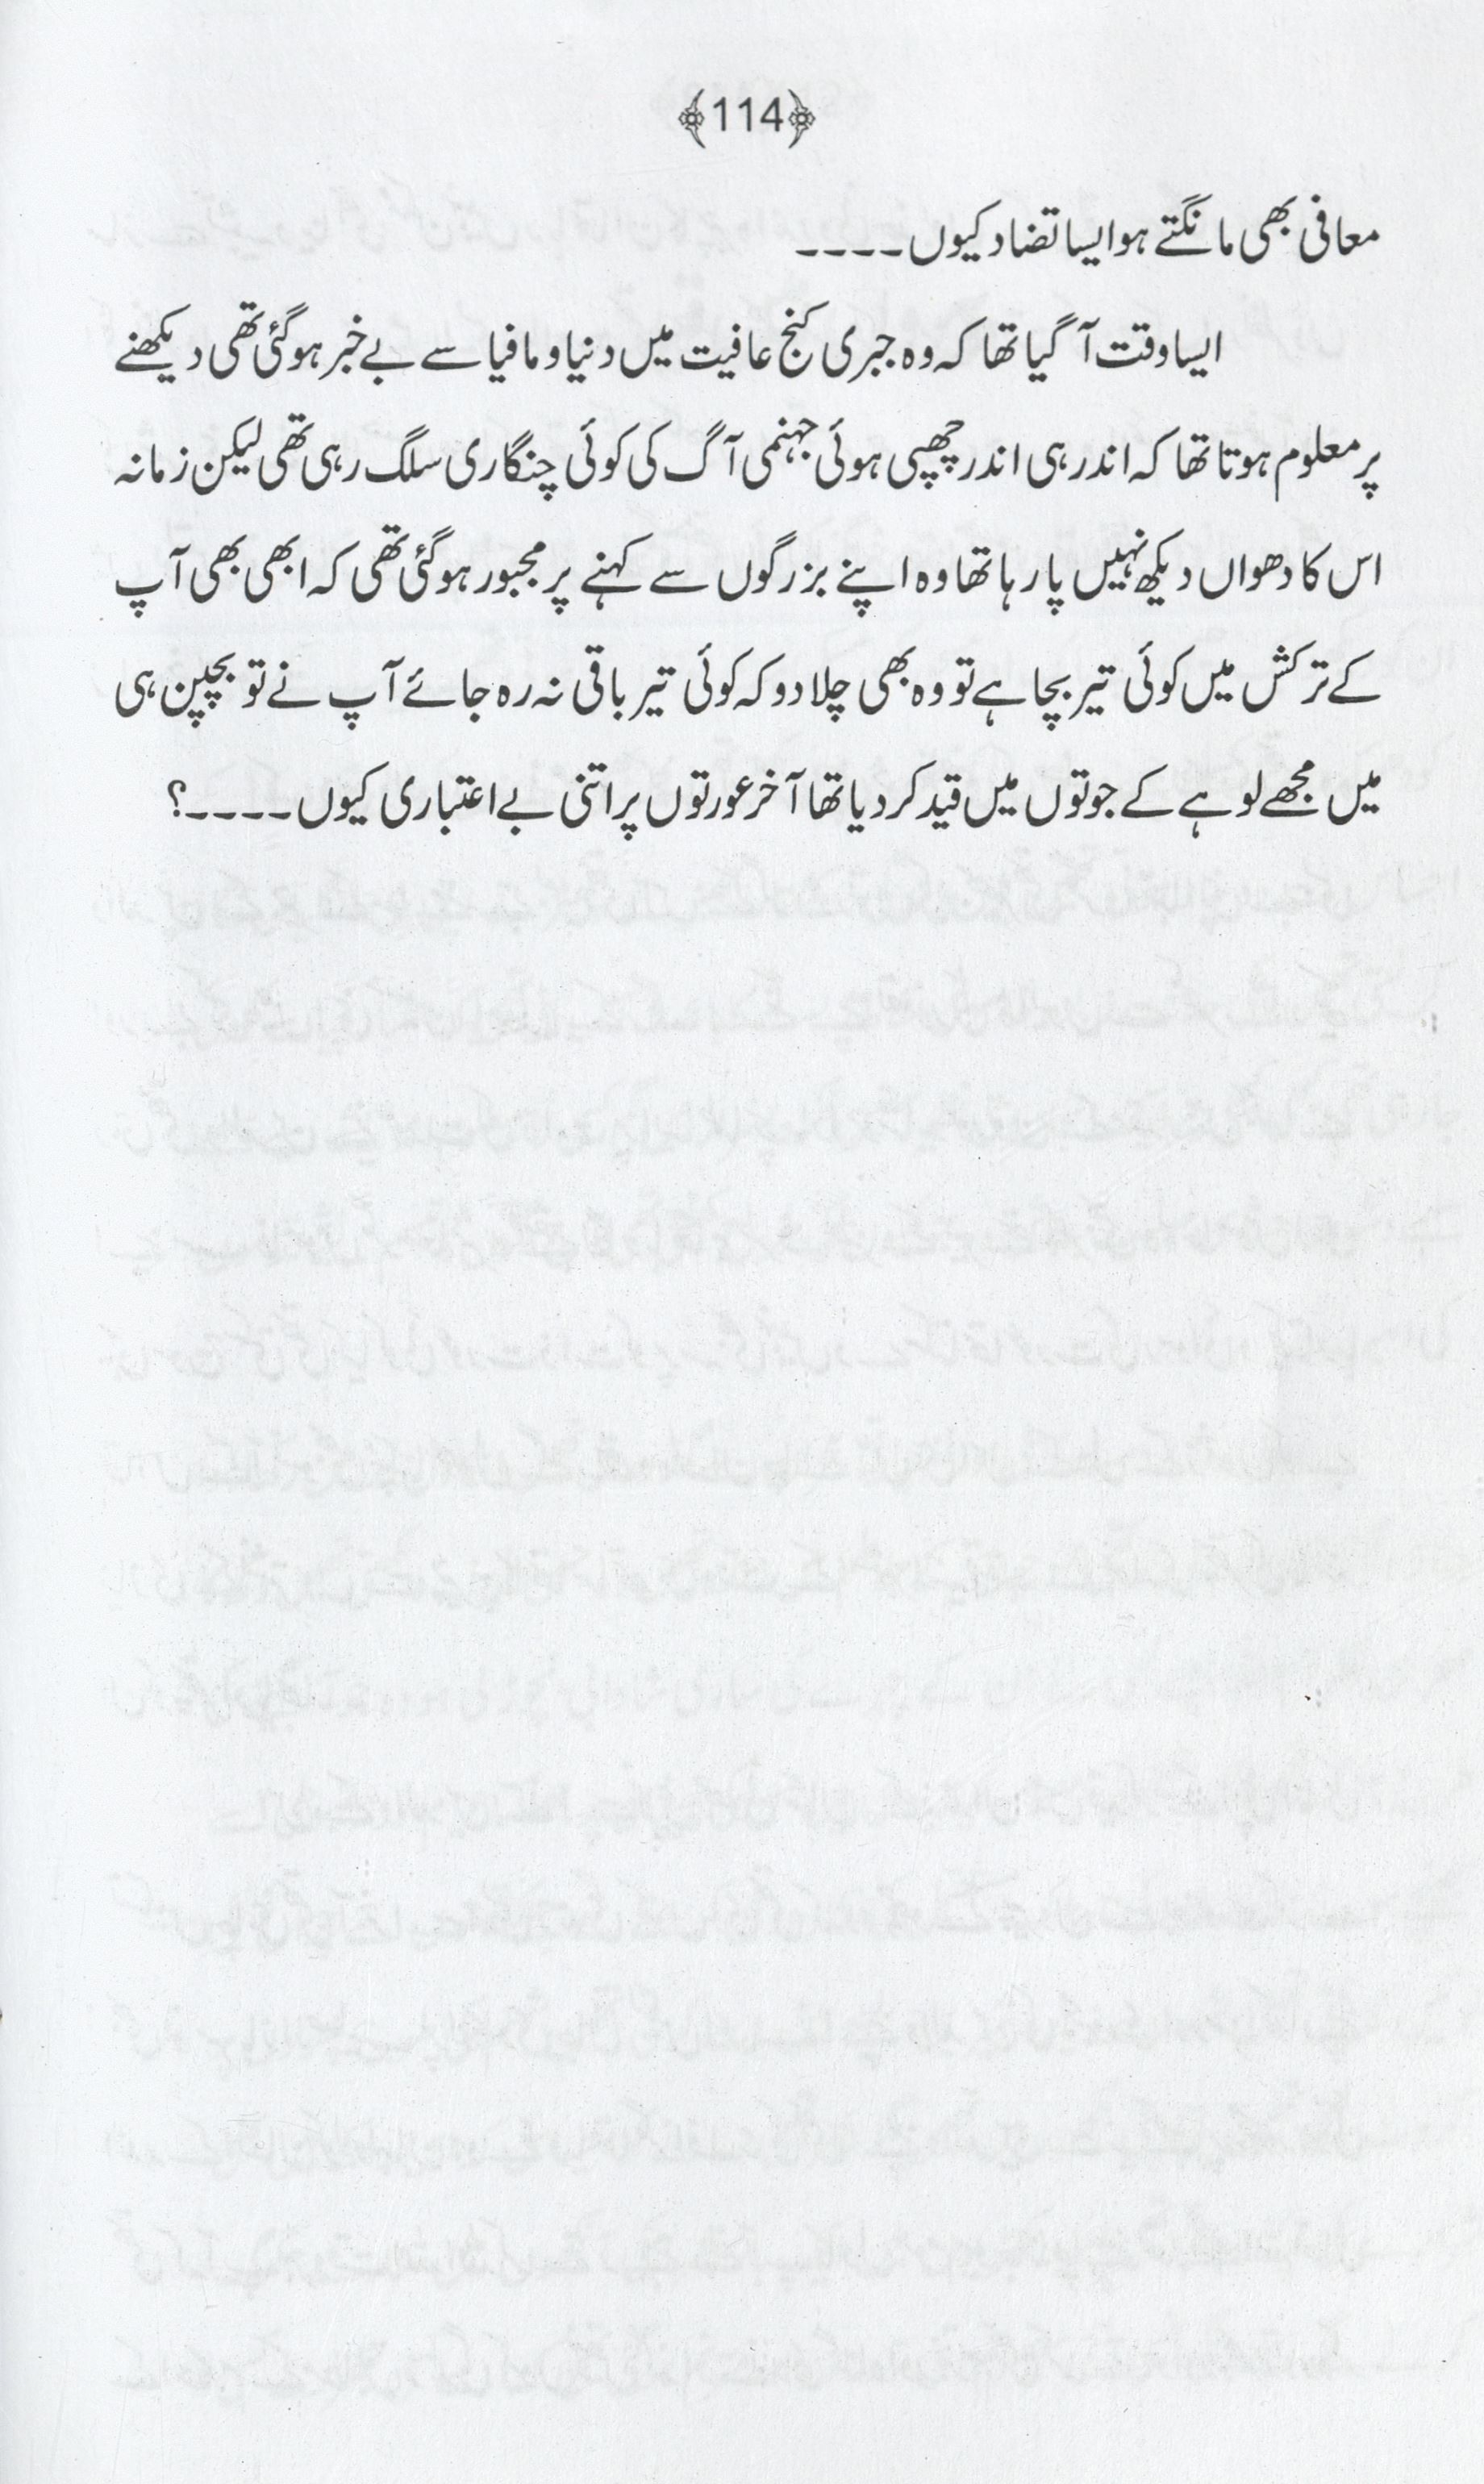 114
معافی بھی مانگتے ہو ایسا تضاد کیوں۔۔۔۔
ایسا وقت آ گیا تھا کہ وہ جبری کنج عافیت میں دنیا و مافیا سے بے خبر ہوگئی تھی دیکھنے
پر معلوم ہوتا تھا کہ اندر ہی اندر چھپی ہوئی جہنمی آگ کی کوئی چنگاری سلگ رہی تھی لیکن زمانہ
اس کا دھواں دیکھ نہیں پا رہا تھا وہ اپنے بزرگوں سے کہنے پر مجبور ہوگئی تھی کہ ابھی بھی آپ
کے ترکش میں کوئی تیر بچا ہے تو وہ بھی چلا دو کہ کوئی تیر باقی نہ رہ جائے آپ نے تو بچپن ہی
میں مجھے لوہے کے جوتوں میں قید کر دیا تھا آخر عورتوں پر اتنی بے اعتباری کیوں۔۔۔۔؟